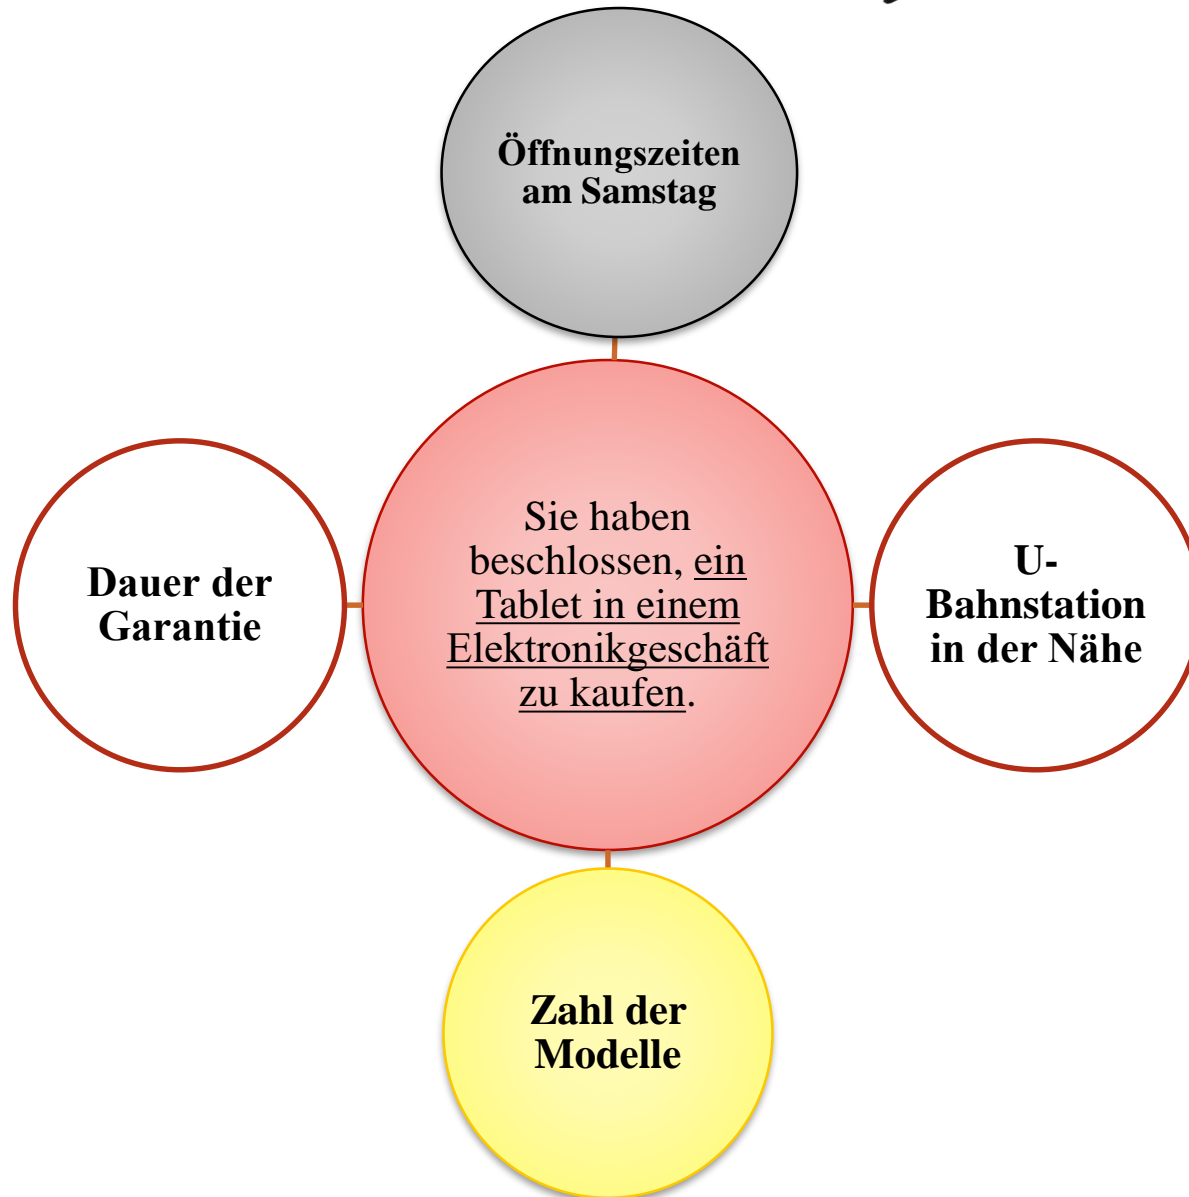 Öffnungszeiten
am Samstag
Dauer der
Garantie
Sie haben
beschlossen, ein
Tablet in einem
Elektronikgeschäft
zu kaufen.
U-
Bahnstation
in der Nähe
Zahl der
Modelle